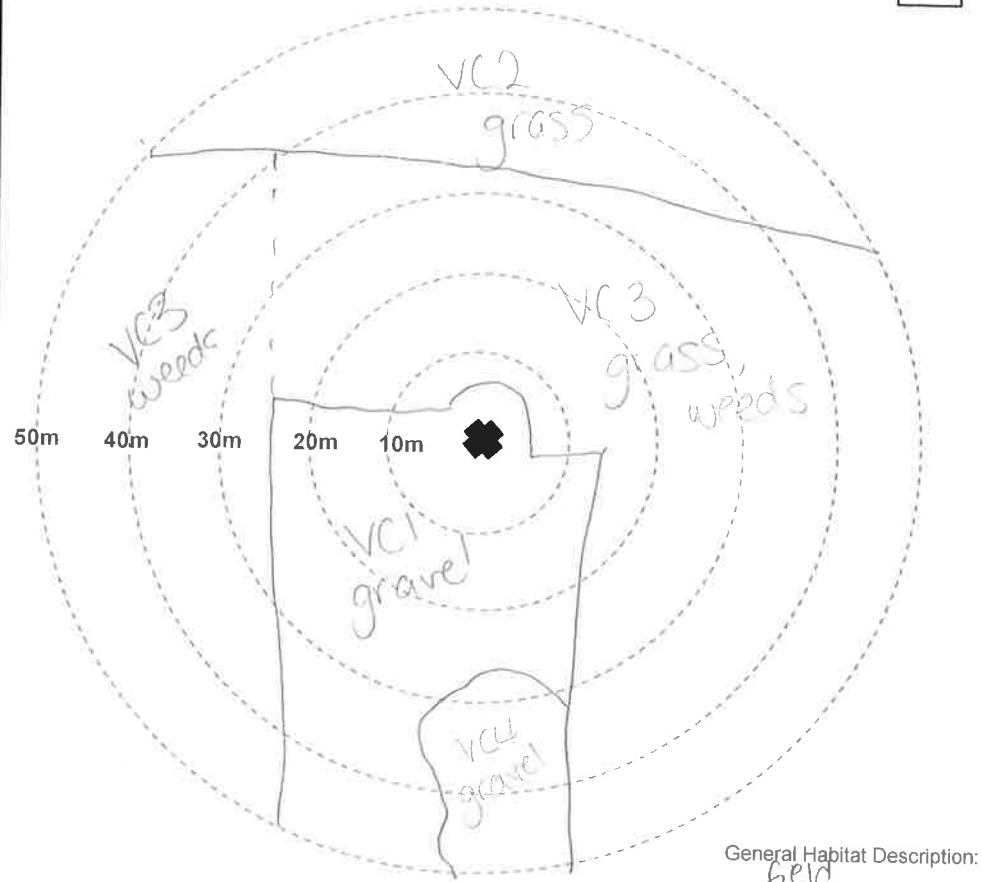 VC2
grass
VC3
weeds
VC3
grass,
weeds
50m 40m 30m 20m 10m
VC1
gravel
VC4
gravel
General Habitat Description:
field